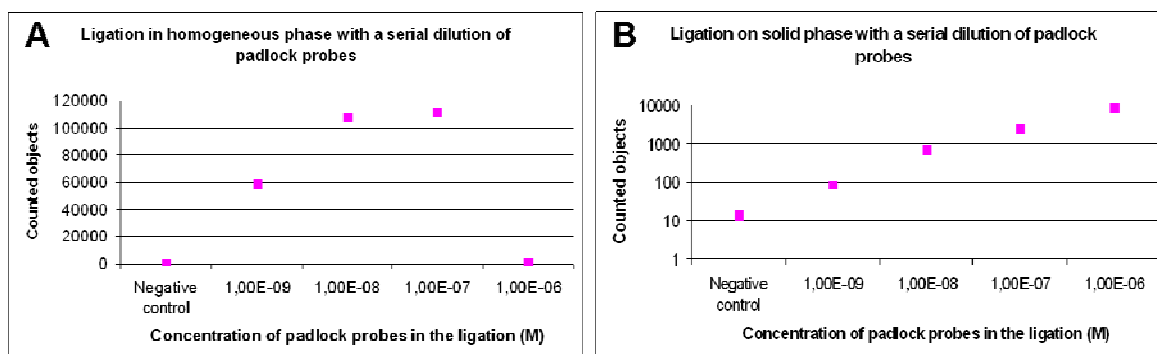 A
Ligation in homogeneous phase with a serial dilution of
padlock probes
Counted objects
120000
100000
80000
60000
40000
20000
0
Negative
control
1,00E-09
1,00E-08
1,00E-07
1,00E-06
Concentration of padlock probes in the ligation (M)
B
Ligation on solid phase with a serial dilution of padlock
probes
Counted objects
10000
1000
100
10
1
Negative
control
1,00E-09
1,00E-08
1,00E-07
1,00E-06
Concentration of padlock probes in the ligation (M)